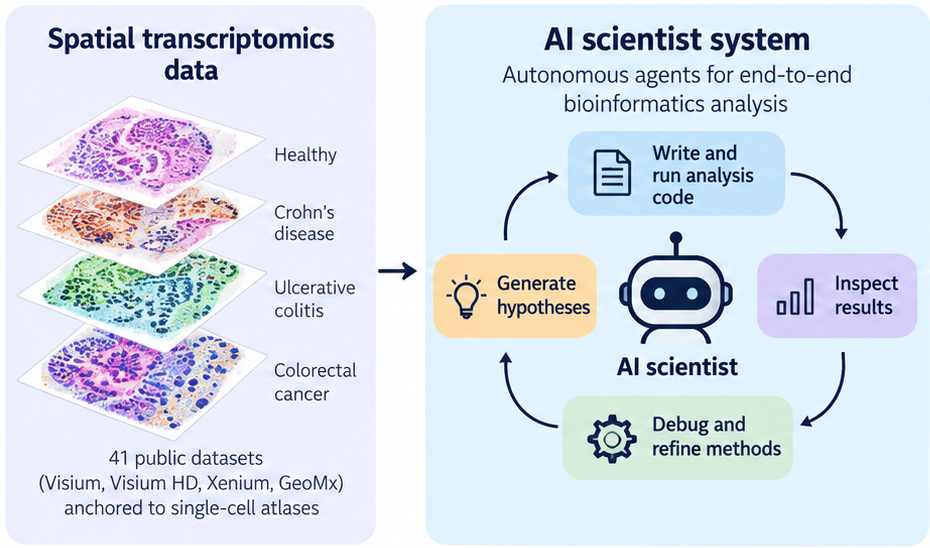 Spatial transcriptomics
data
Healthy
Crohn's
disease
Ulcerative
colitis
Colorectal
cancer
41 public datasets
(Visium, Visium HD, Xenium, GeoMx)
anchored to single-cell atlases
AI scientist system
Autonomous agents for end-to-end
bioinformatics analysis
Write and
run analysis
code
Generate
hypotheses
Inspect
results
AI scientist
Debug and
refine methods